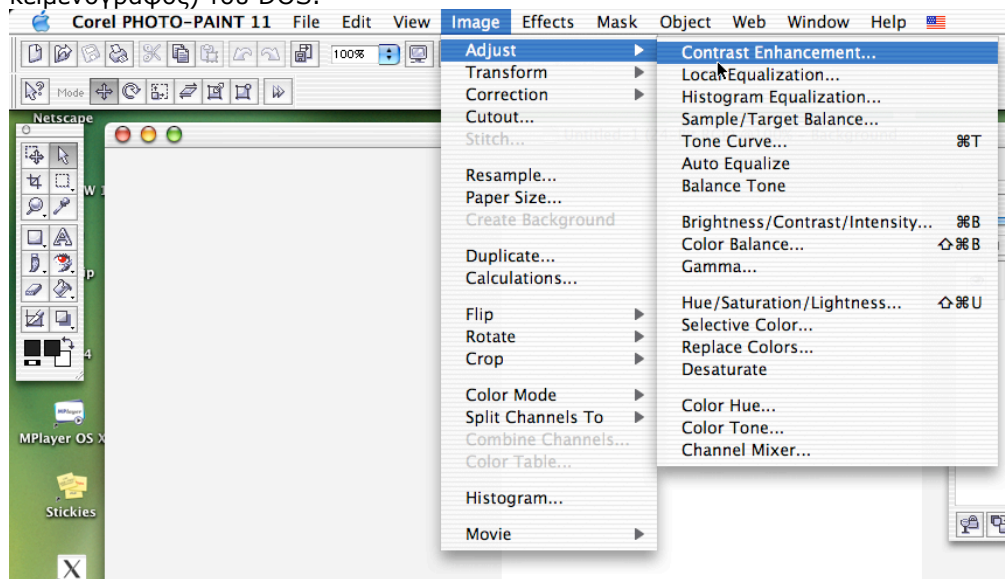 κειμενογράφος) του DOS.
Corel PHOTO-PAINT 11 File Edit View Image Effects Mask Object Web Window Help
100%
Mode
Netscape
W 1
MPlayer OS X
Stickies
Adjust
Transform
Correction
Cutout...
Stitch...
Resample...
Paper Size...
Create Background
Duplicate...
Calculations...
Flip
Rotate
Crop
Color Mode
Split Channels To
Combine Channels...
Color Table...
Histogram...
Movie
Contrast Enhancement...
Local Equalization...
Histogram Equalization...
Sample/Target Balance...
Tone Curve... ⌘T
Auto Equalize
Balance Tone
Brightness/Contrast/Intensity... ⌘B
Color Balance... ⇧⌘B
Gamma...
Hue/Saturation/Lightness... ⇧⌘U
Selective Color...
Replace Colors...
Desaturate
Color Hue...
Color Tone...
Channel Mixer...